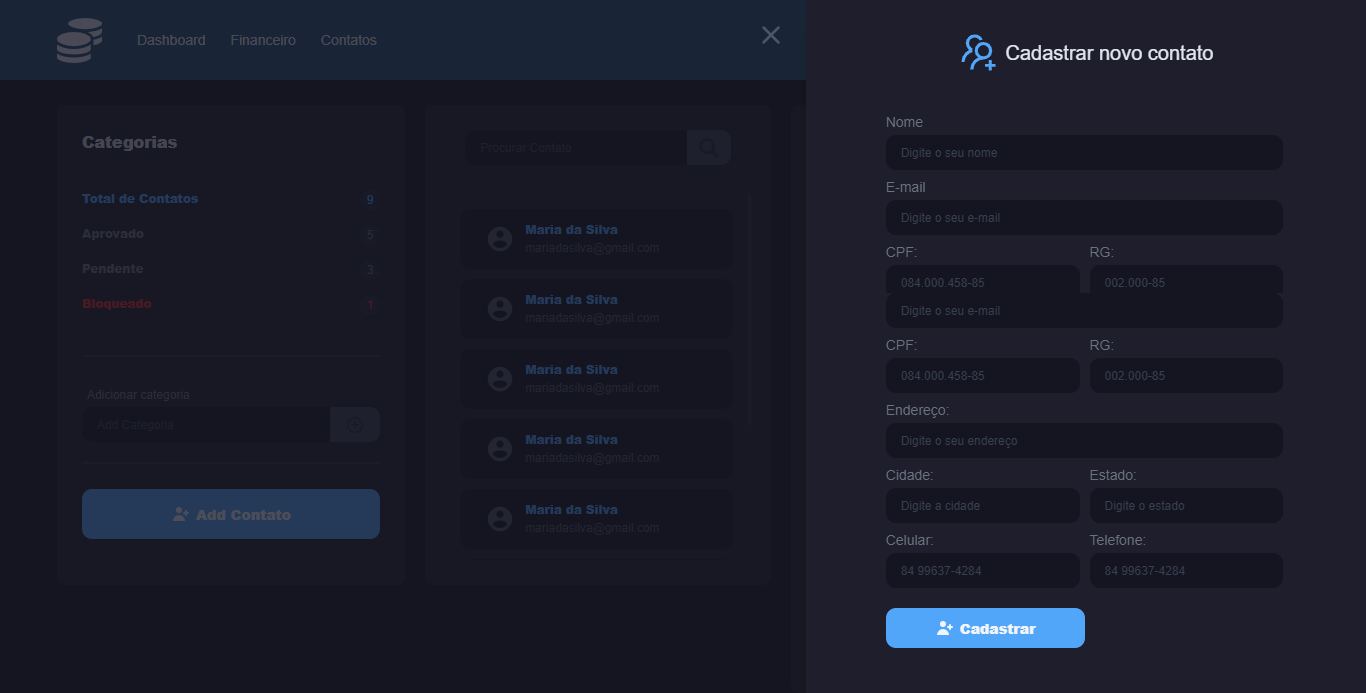 Dashboard Financeiro Contatos
Categorias
Total de Contatos 9
Aprovado 5
Pendente 3
Bloqueado 1
Adicionar categoria
Add Categoria
Add Contato
Procurar Contato
Maria da Silva
mariadasilva@gmail.com
Maria da Silva
mariadasilva@gmail.com
Maria da Silva
mariadasilva@gmail.com
Maria da Silva
mariadasilva@gmail.com
Maria da Silva
mariadasilva@gmail.com
Cadastrar novo contato
Nome
Digite o seu nome
E-mail
Digite o seu e-mail
CPF: RG:
084.000.458-85 002.000-85
Digite o seu e-mail
CPF: RG:
084.000.458-85 002.000-85
Endereço:
Digite o seu endereço
Cidade: Estado:
Digite a cidade Digite o estado
Celular: Telefone:
84 99637-4284 84 99637-4284
Cadastrar